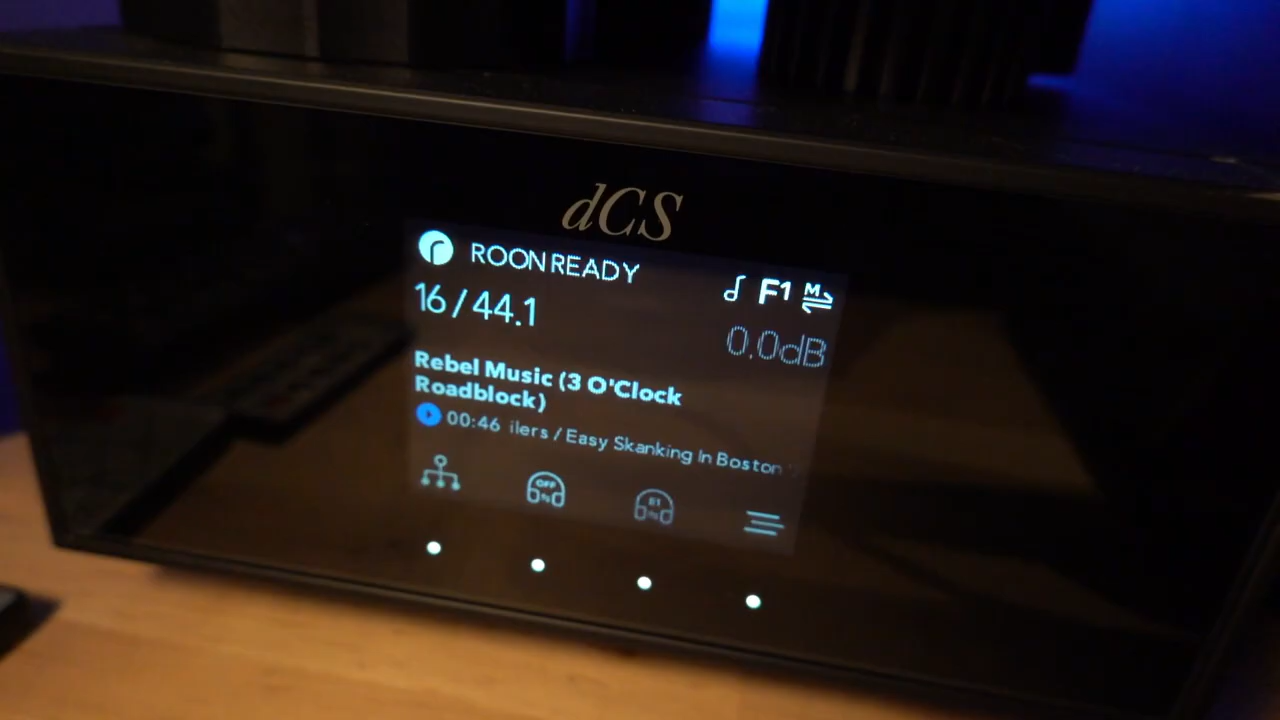 dCS
ROON READY
F1 M
16/44.1
0.0dB
Rebel Music (3 O'Clock
Roadblock)
00:46 ilers / Easy Skanking In Boston
OFF
E1